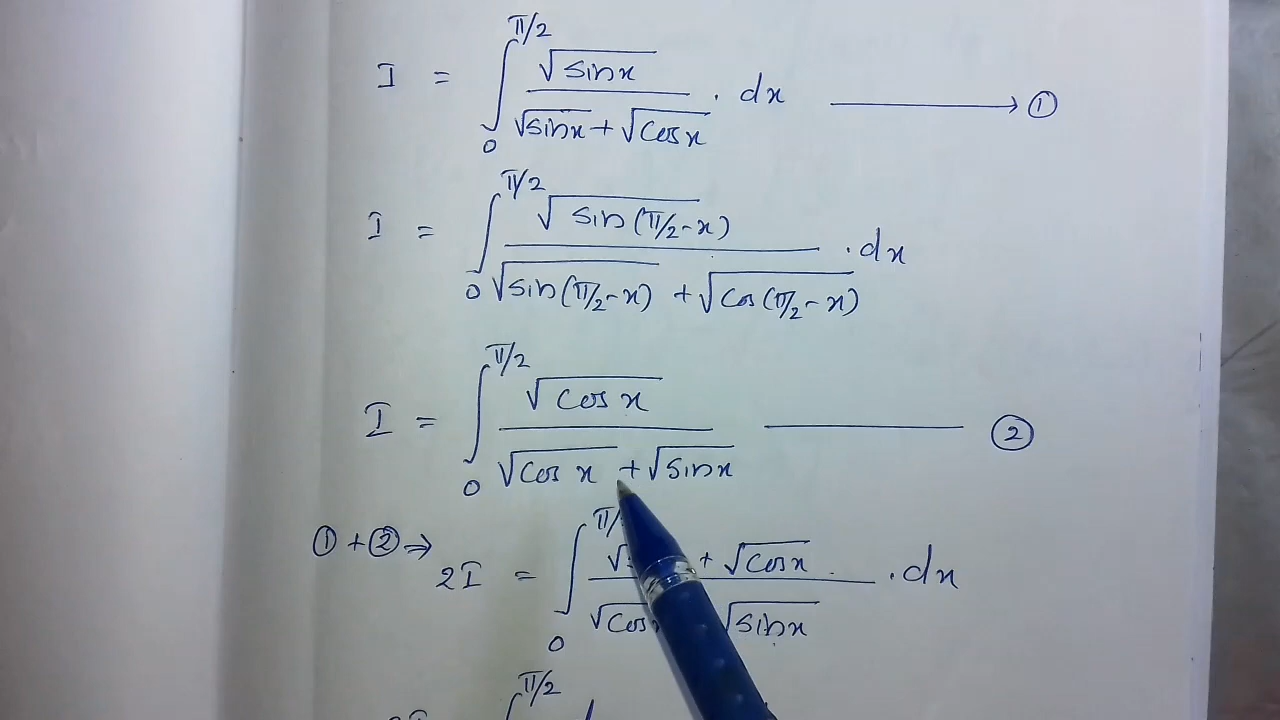 I = ∫₀^π/2 √sinx / √sinx + √cosx . dx ⟶ ①
I = ∫₀^π/2 √sin(π/2-x) / √sin(π/2-x) + √cos(π/2-x) . dx
I = ∫₀^π/2 √cos x / √cos x + √sinx —— ②
①+②⇒ 2I = ∫₀^π/ √ + √cosx / √cos √sinx . dx
π/2